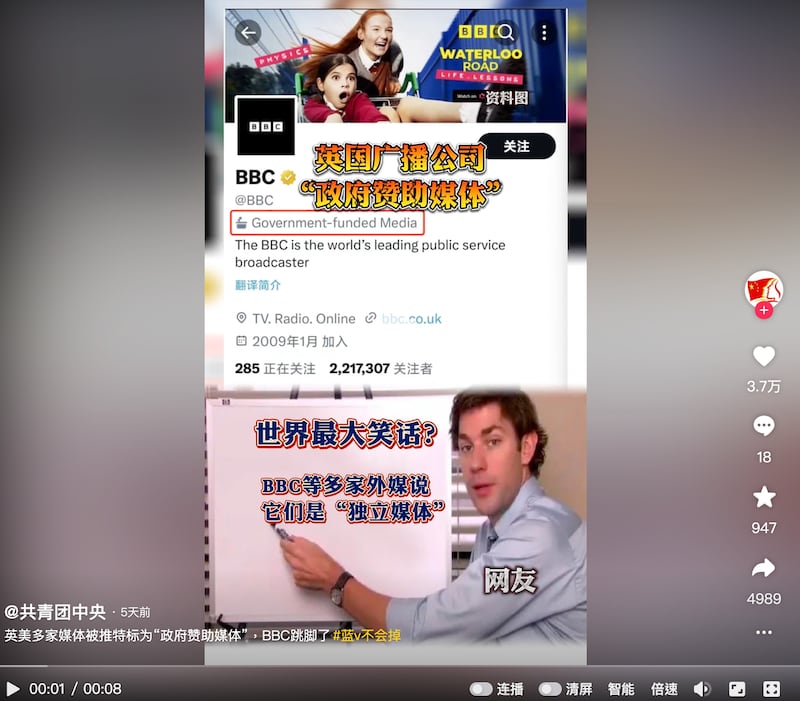 PHYSICS
BBC
WATERLOO
ROAD
LIFE.LESSONS
资料图
BBC
关注
英国广播公司
“政府赞助媒体”
BBC
@BBC
Government-funded Media
The BBC is the world’s leading public service
broadcaster
翻译简介
TV. Radio. Online bbc.co.uk
2009年1月 加入
285 正在关注 2,217,307 关注者
世界最大笑话?
BBC等多家外媒说
它们是“独立媒体”
网友
3.7万
18
947
4989
@共青团中央 · 5天前
英美多家媒体被推特标为“政府赞助媒体”，BBC跳脚了 #蓝v不会掉
00:01 / 00:08
连播 清屏 智能 倍速